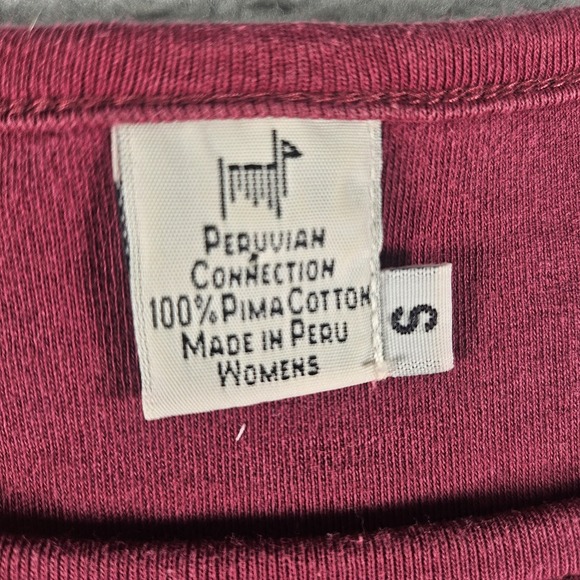 PERUVIAN
CONNECTION
100% PIMA COTTON
MADE IN PERU
WOMENS
S